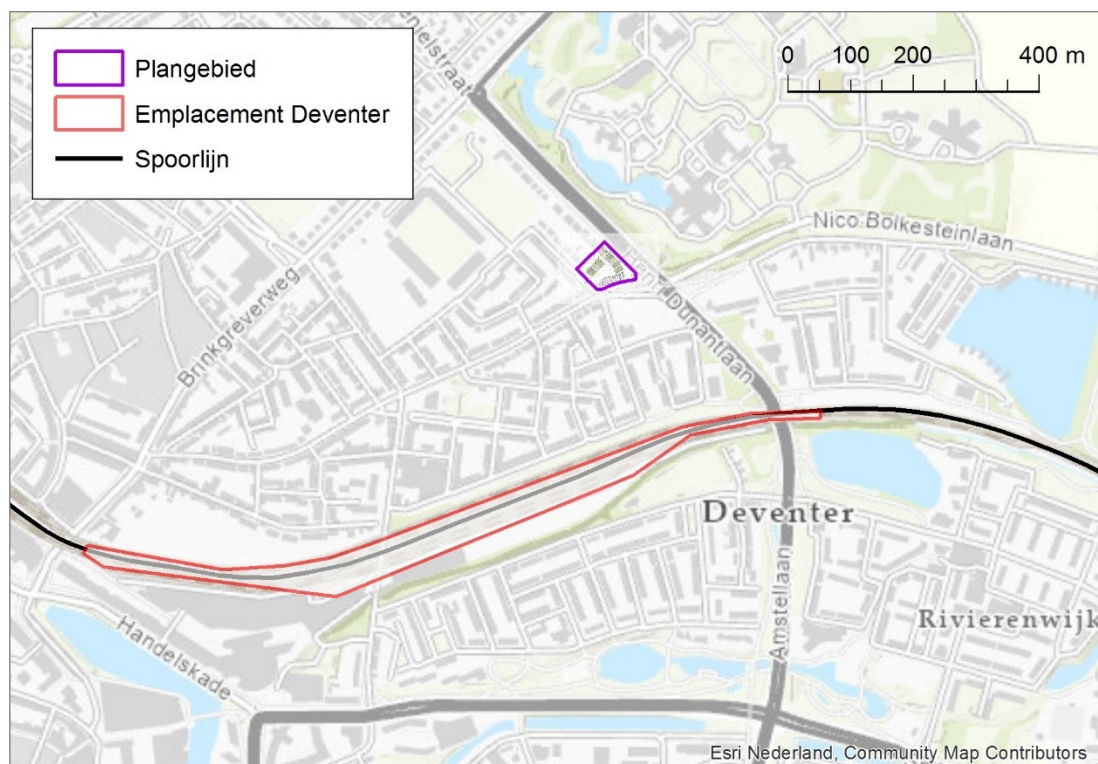 Plangebied
Emplacement Deventer
Spoorlijn
0 100 200 400 m
Nico Bolkesteinlaan
Brinkgreverweg
Dunantlaan
Deventer
Amstellaan
Rivierenwijk
Handelskade
Esri Nederland, Community Map Contributors